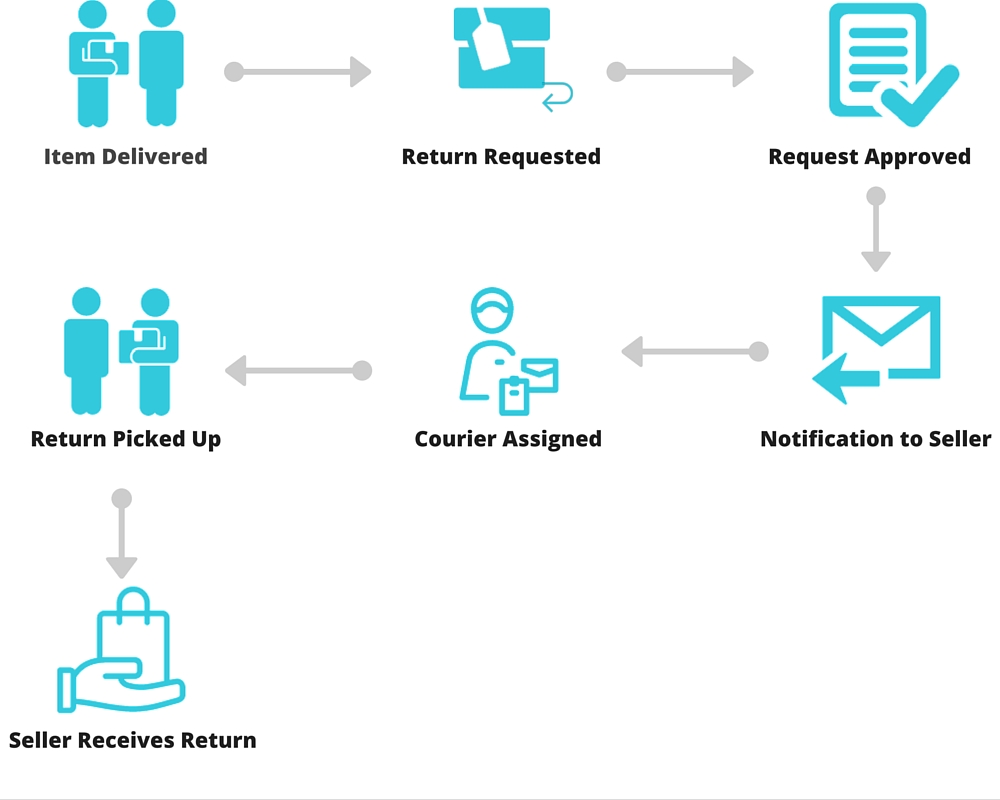 Item Delivered
Return Requested
Request Approved
Notification to Seller
Courier Assigned
Return Picked Up
Seller Receives Return